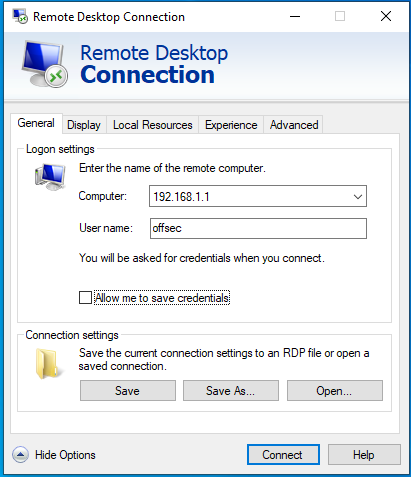 Remote Desktop Connection
Remote Desktop
Connection
General Display Local Resources Experience Advanced
Logon settings
Enter the name of the remote computer.
Computer: 192.168.1.1
User name: offsec
You will be asked for credentials when you connect.
Allow me to save credentials
Connection settings
Save the current connection settings to an RDP file or open a
saved connection.
Save Save As... Open...
Hide Options Connect Help